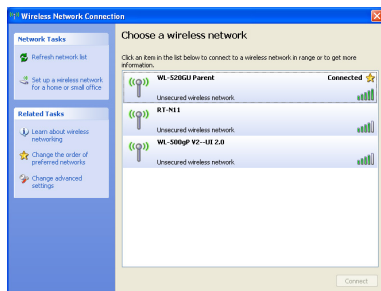 Wireless Network Connection
Network Tasks
Refresh network list
Set up a wireless network
for a home or small office
Related Tasks
Learn about wireless
networking
Change the order of
preferred networks
Change advanced
settings
Choose a wireless network
Click an item in the list below to connect to a wireless network in range or to get more
information.
WL-520GU Parent Connected
Unsecured wireless network
RT-N11
Unsecured wireless network
WL-500gP V2--UI 2.0
Unsecured wireless network
Connect